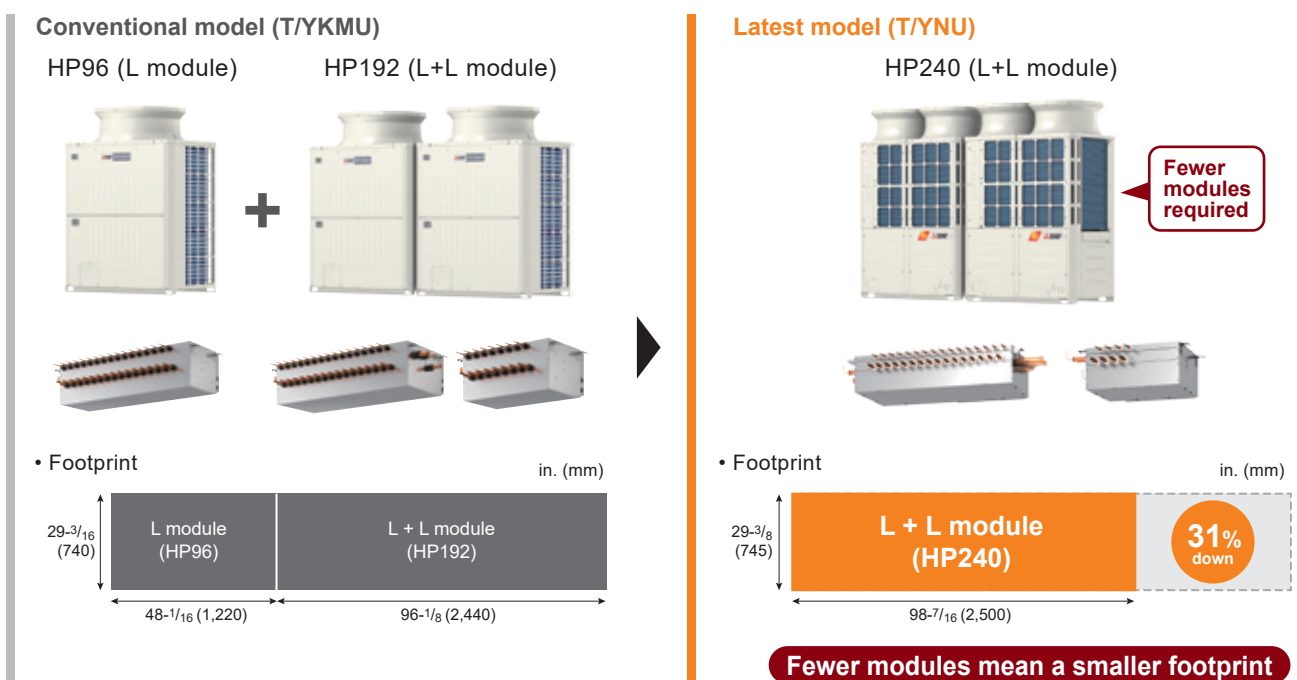 Conventional model (T/YKMU)
HP96 (L module)
HP192 (L+L module)
• Footprint
in. (mm)
29-3/16
(740)
L module
(HP96)
L + L module
(HP192)
48-1/16 (1,220)
96-1/8 (2,440)
Latest model (T/YNU)
HP240 (L+L module)
Fewer
modules
required
• Footprint
in. (mm)
29-3/8
(745)
L + L module
(HP240)
31%
down
98-7/16 (2,500)
Fewer modules mean a smaller footprint